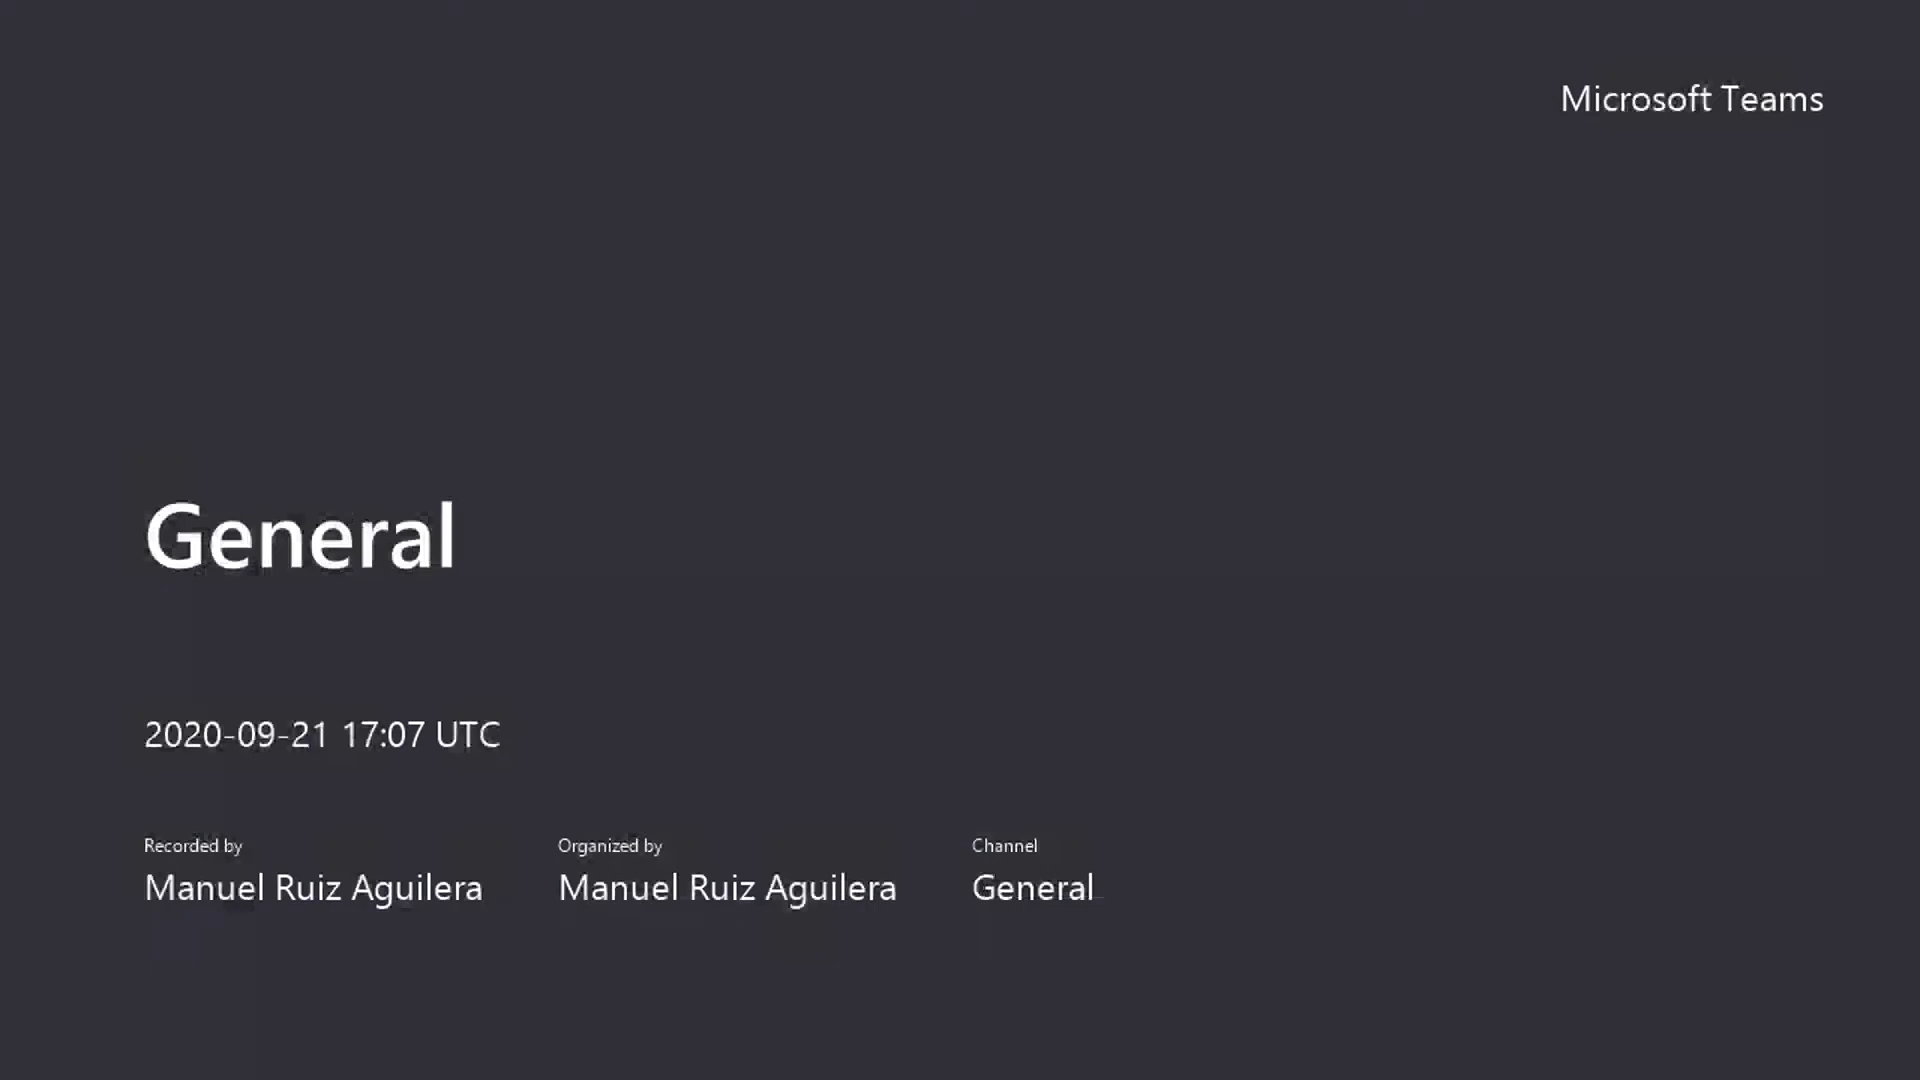 Microsoft Teams
General
2020-09-21 17:07 UTC
Recorded by
Manuel Ruiz Aguilera
Organized by
Manuel Ruiz Aguilera
Channel
General